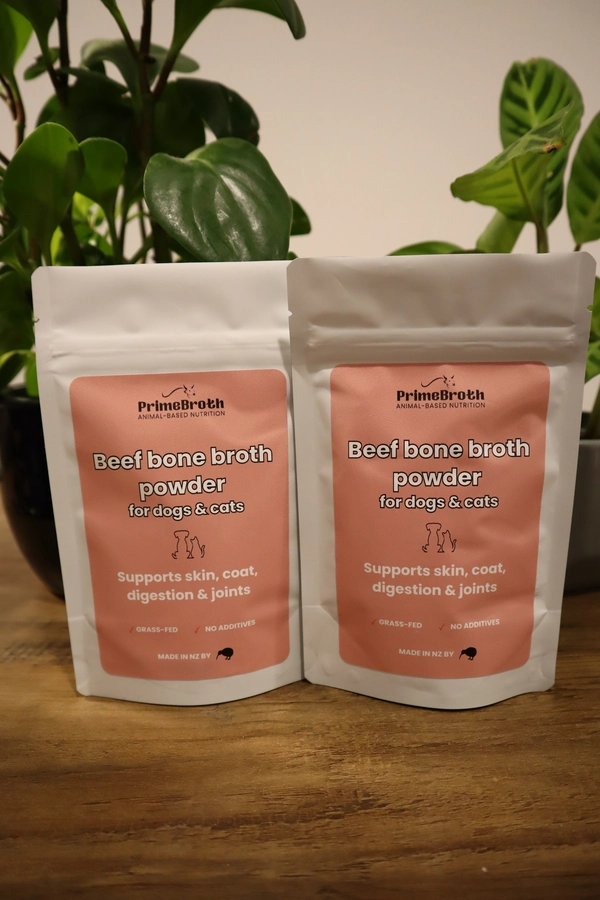 PrimeBroth
ANIMAL-BASED NUTRITION
Beef bone broth
powder
for dogs & cats
Supports skin, coat,
digestion & joints
GRASS-FED
NO ADDITIVES
MADE IN NZ BY
PrimeBroth
ANIMAL-BASED NUTRITION
Beef bone broth
powder
for dogs & cats
Supports skin, coat,
digestion & joints
GRASS-FED
NO ADDITIVES
MADE IN NZ BY